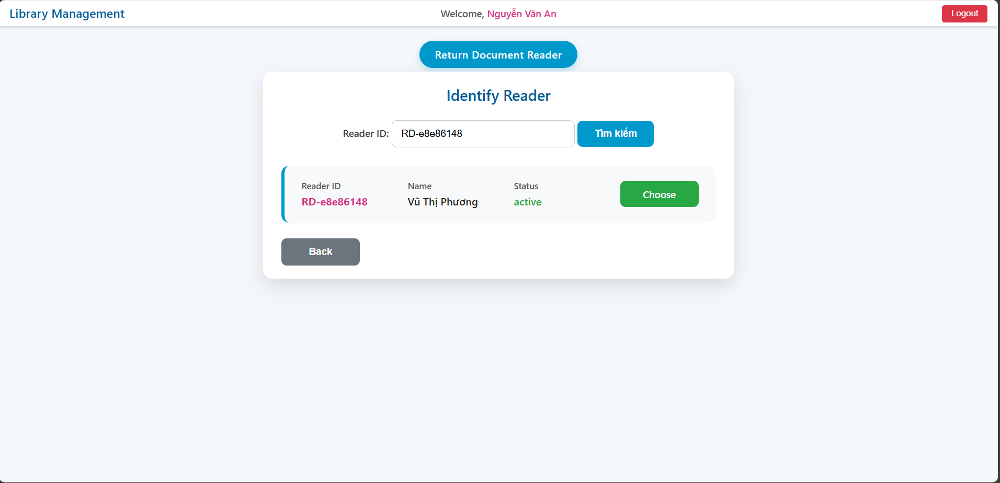 Library Management
Welcome, Nguyễn Văn An
Logout
Return Document Reader
Identify Reader
Reader ID: RD-e8e86148 Tìm kiếm
Reader ID Name Status
RD-e8e86148 Vũ Thị Phương active
Choose
Back